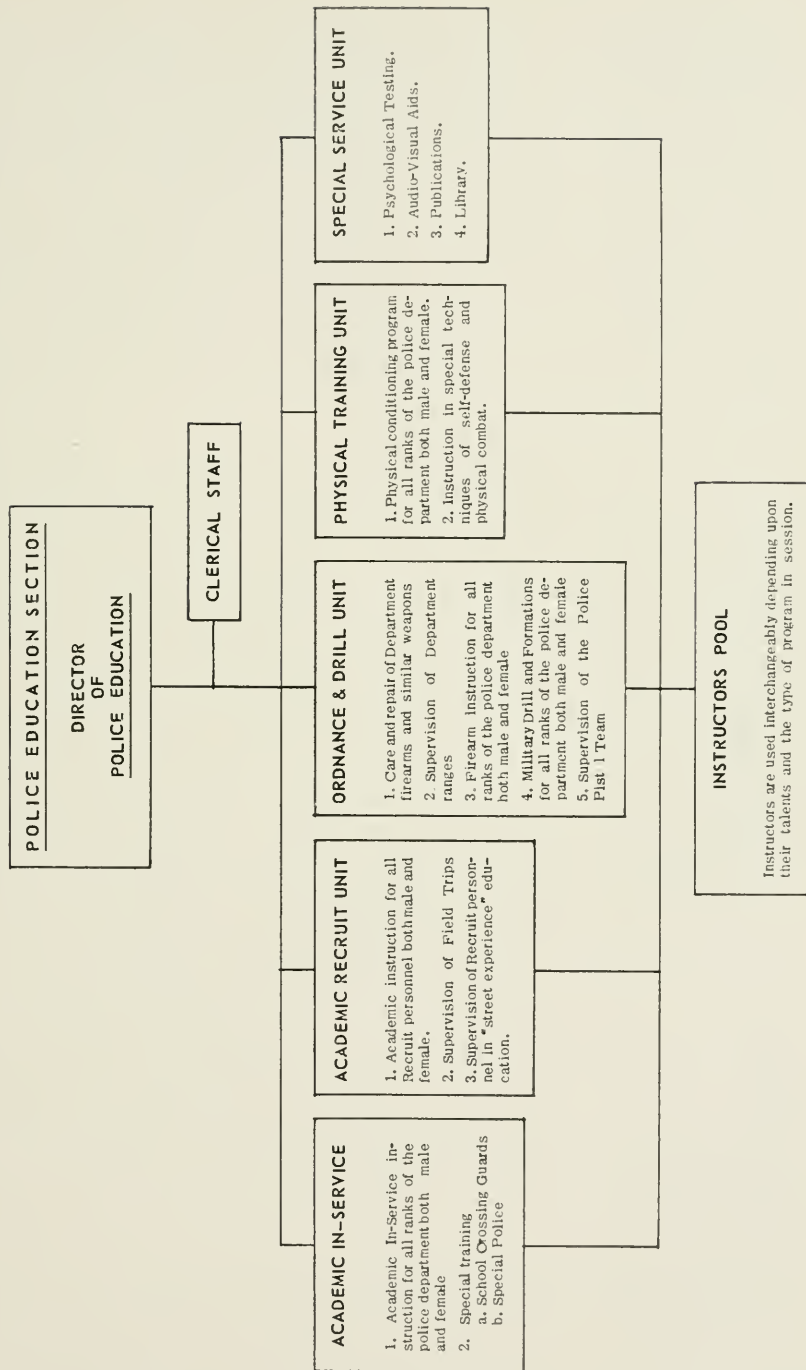 POLICE EDUCATION SECTION
DIRECTOR
OF
POLICE EDUCATION
CLERICAL STAFF
ACADEMIC IN-SERVICE
1. Academic In-Service in-
struction for all ranks of the
police department both male
and female
2. Special training
a. School Crossing Guards
b. Special Police
ACADEMIC RECRUIT UNIT
1. Academic instruction for all
Recruit personnel both male and
female.
2. Supervision of Field Trips
3. Supervision of Recruit person-
nel in "street experience" edu-
cation.
ORDNANCE & DRILL UNIT
1. Care and repair of Department
firearms and similar weapons
2. Supervision of Department
ranges
3. Firearm Instruction for all
ranks of the police department
both male and female
4. Military Drill and Formations
for all ranks of the police de-
partment both male and female
5. Supervision of the Police
Pist l Team
PHYSICAL TRAINING UNIT
1. Physical conditioning program
for all ranks of the police de-
partment both male and female.
2. Instruction in special tech-
niques of self-defense and
physical combat.
SPECIAL SERVICE UNIT
1. Psychological Testing.
2. Audio-Visual Aids.
3. Publications.
4. Library.
INSTRUCTORS POOL
Instructors are used interchangeably depending upon
their talents and the type of program in session.